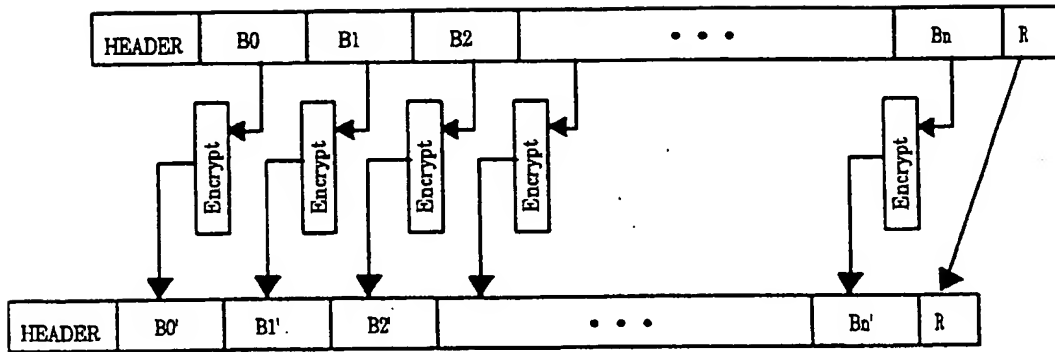 HEADER B0 B1 B2 • • • Bn R
Encrypt Encrypt Encrypt Encrypt Encrypt
HEADER B0' B1' B2' • • • Bn' R